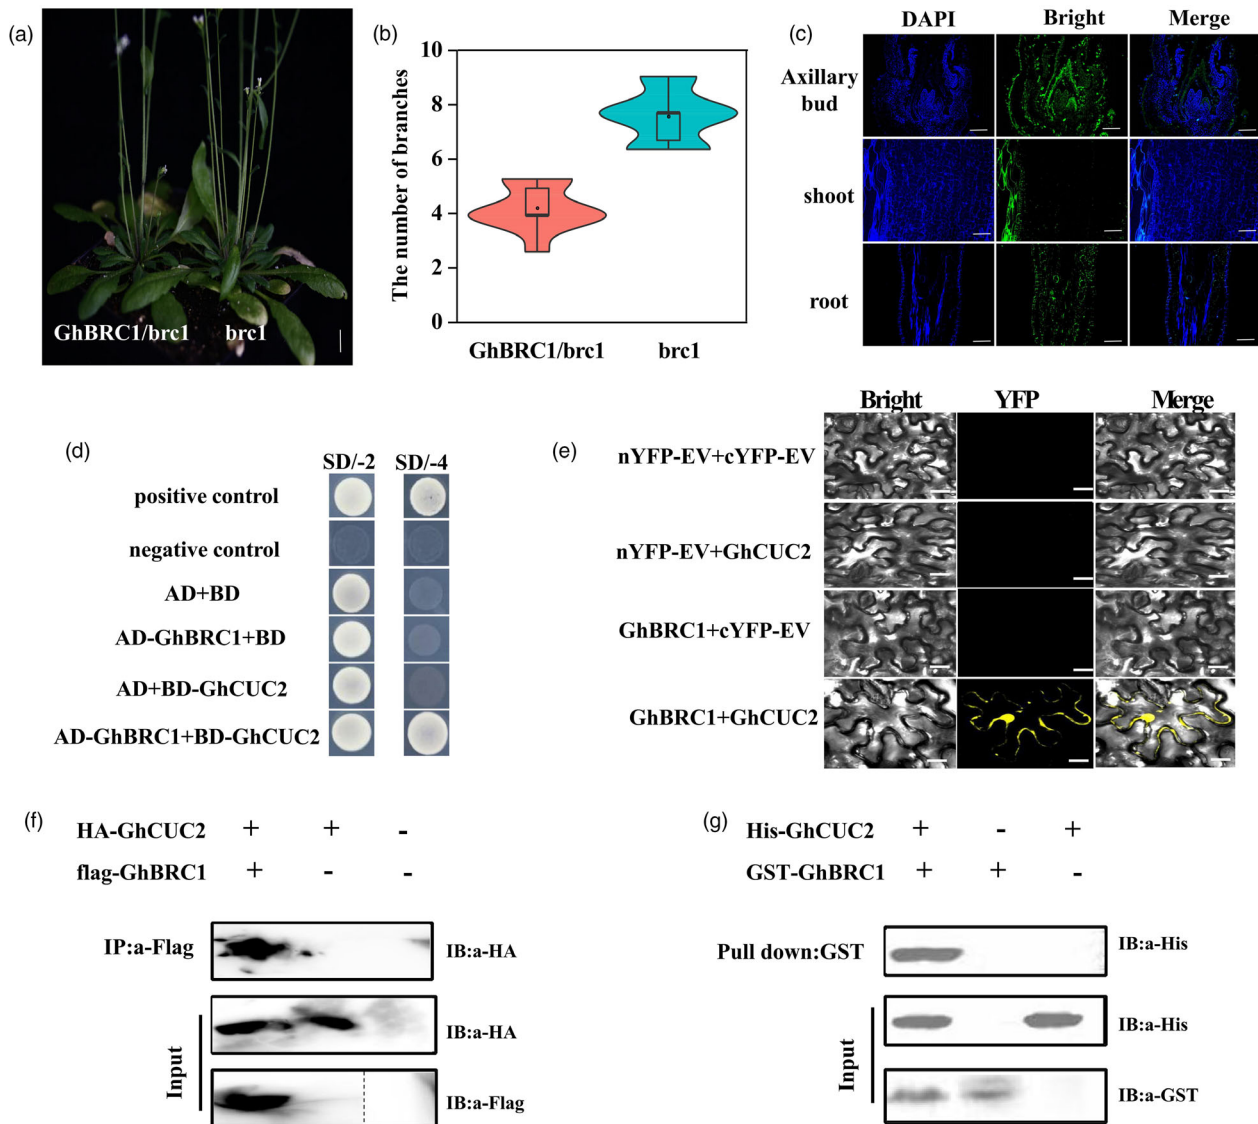 (a)
GhBRC1/brc1 brc1
(b)
The number of branches
10
8
6
4
2
0
GhBRC1/brc1 brc1
(c)
DAPI Bright Merge
Axillary
bud
shoot
root
(d)
SD/-2 SD/-4
positive control
negative control
AD+BD
AD-GhBRC1+BD
AD+BD-GhCUC2
AD-GhBRC1+BD-GhCUC2
(e)
Bright YFP Merge
nYFP-EV+cYFP-EV
nYFP-EV+GhCUC2
GhBRC1+cYFP-EV
GhBRC1+GhCUC2
(f)
HA-GhCUC2 + + -
flag-GhBRC1 + - -
IP:a-Flag IB:a-HA
Input
IB:a-HA
IB:a-Flag
(g)
His-GhCUC2 + - +
GST-GhBRC1 + + -
Pull down:GST IB:a-His
Input
IB:a-His
IB:a-GST